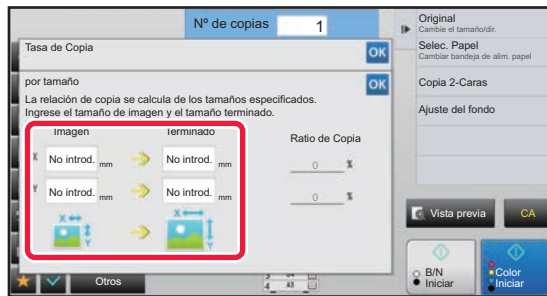 Nº de copias 1
Tasa de Copia OK
por tamaño OK
La relación de copia se calcula de los tamaños especificados.
Ingrese el tamaño de imagen y el tamaño terminado.
Imagen Terminado Ratio de Copia
X No introd. mm No introd. mm 0 %
Y No introd. mm No introd. mm 0 %
X Y X Y
Otros
A3
Original
Cambie el tamaño/dir.
Selec. Papel
Cambiar bandeja de alim. papel
Copia 2-Caras
Ajuste del fondo
Vista previa CA
B/N
Iniciar
Color
Iniciar